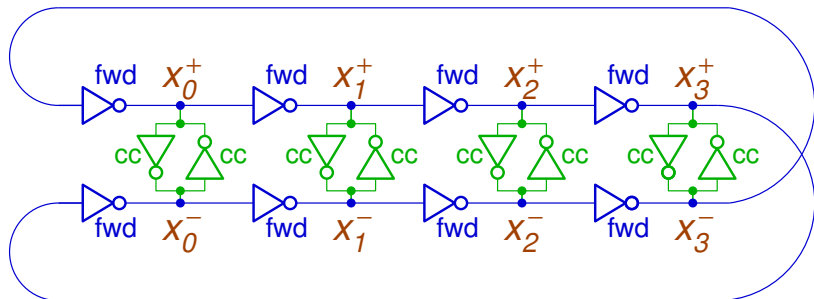 fwd x₀⁺ fwd x₁⁺ fwd x₂⁺ fwd x₃⁺
cc cc cc cc cc cc cc cc
fwd x₀⁻ fwd x₁⁻ fwd x₂⁻ fwd x₃⁻